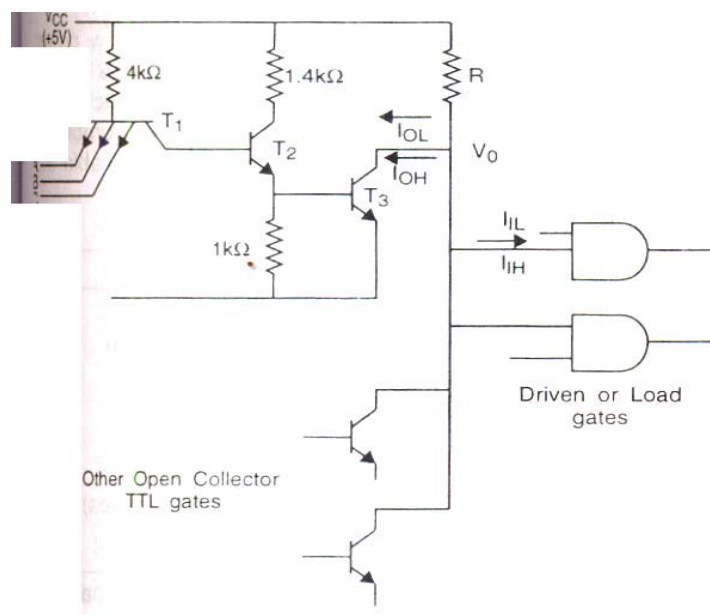 VCC
(+5V)
4kΩ
1.4kΩ
R
T1
T2
IOL
IOH
V0
T3
1kΩ
IIL
IIH
Driven or Load
gates
Other Open Collector
TTL gates